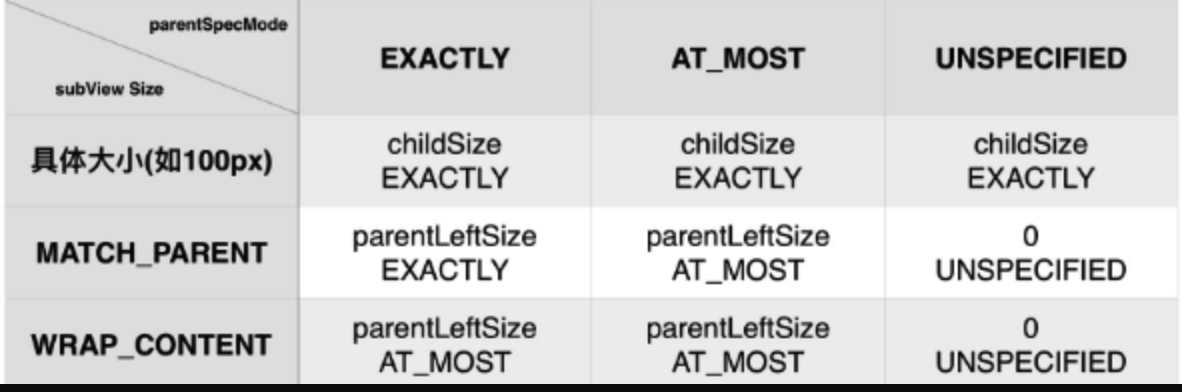 parentSpecMode
subView Size
EXACTLY
AT_MOST
UNSPECIFIED
具体大小(如100px)
childSize
EXACTLY
childSize
EXACTLY
childSize
EXACTLY
MATCH_PARENT
parentLeftSize
EXACTLY
parentLeftSize
AT_MOST
0
UNSPECIFIED
WRAP_CONTENT
parentLeftSize
AT_MOST
parentLeftSize
AT_MOST
0
UNSPECIFIED